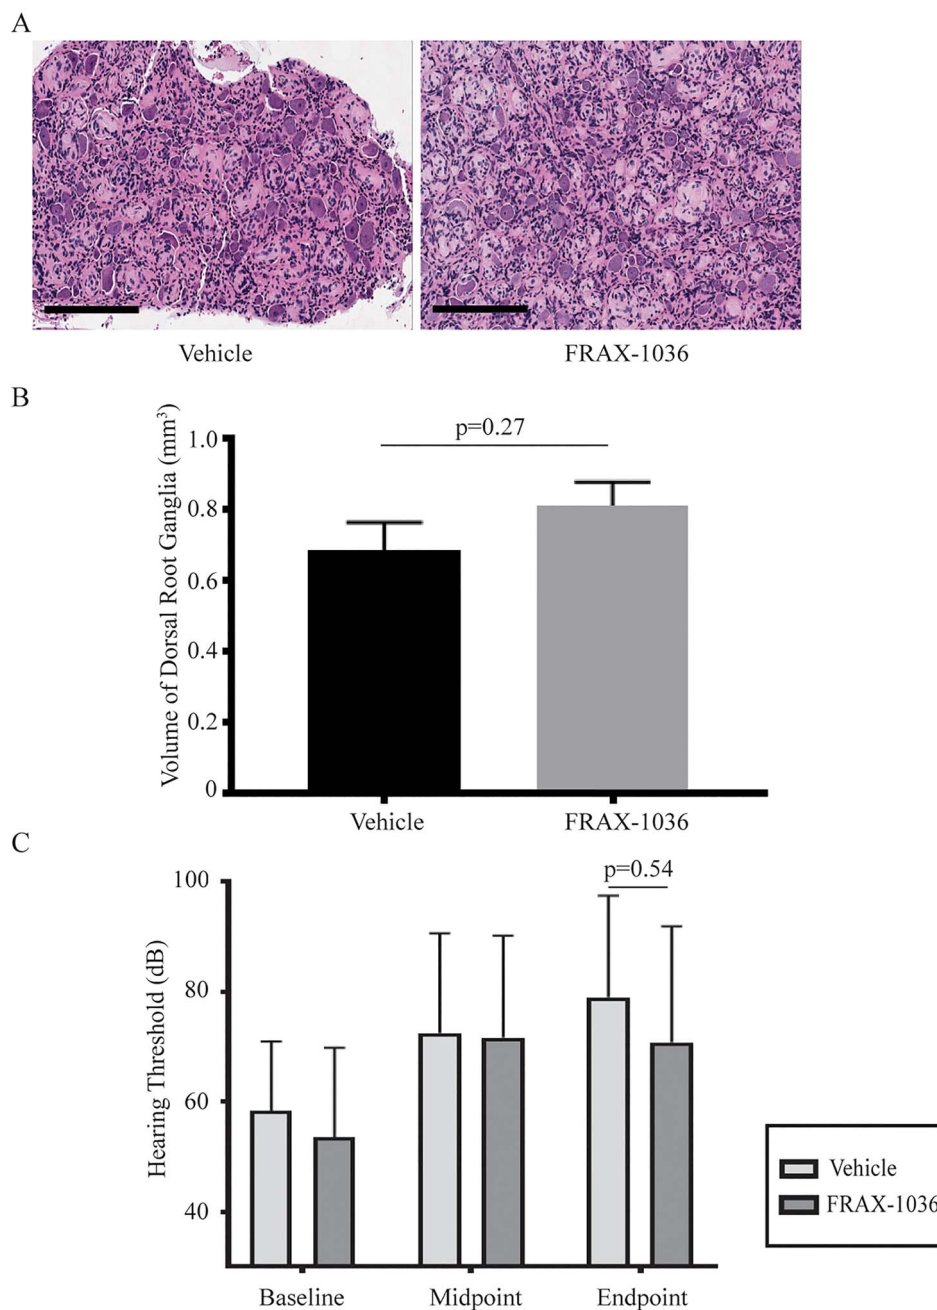 A
Vehicle
FRAX-1036
B
Volume of Dorsal Root Ganglia (mm³)
1.0
0.8
0.6
0.4
0.2
0
p=0.27
Vehicle
FRAX-1036
C
Hearing Threshold (dB)
100
80
60
40
p=0.54
Baseline
Midpoint
Endpoint
Vehicle
FRAX-1036